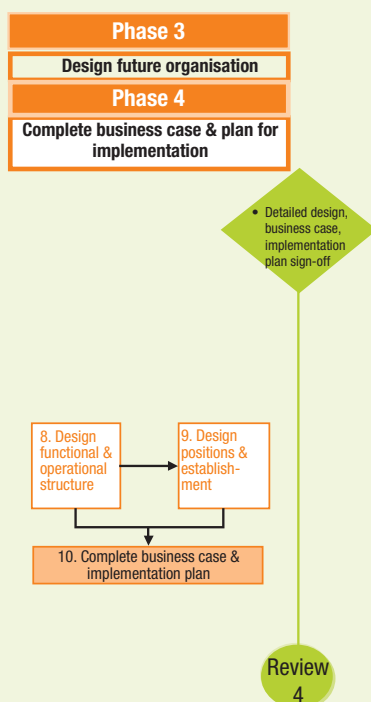 Phase 3
Design future organisation
Phase 4
Complete business case & plan for
implementation
• Detailed design,
business case,
implementation
plan sign-off
8. Design
functional &
operational
structure
9. Design
positions &
establish-
ment
10. Complete business case &
implementation plan
Review
4